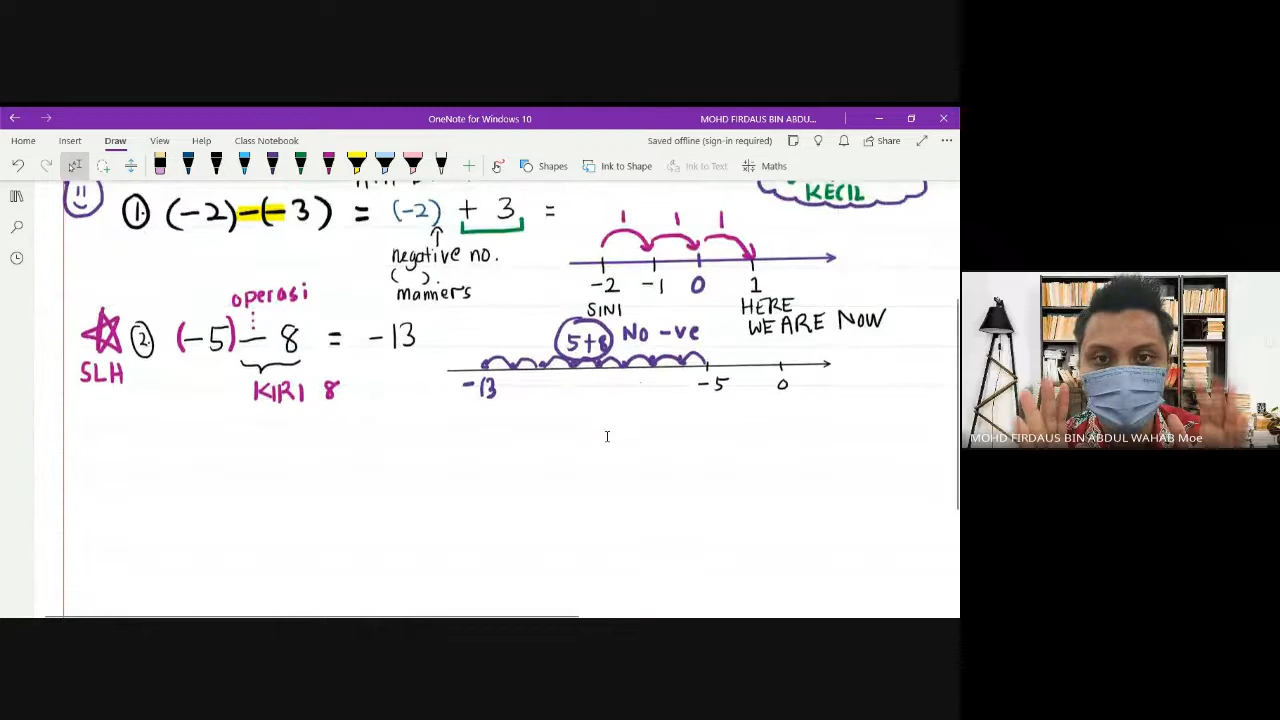 OneNote for Windows 10
MOHD FIRDAUS BIN ABDU...
Home Insert Draw View Help Class Notebook
Saved offline (sign-in required)
Share
Shapes
Ink to Shape
Ink to Text
Maths
KECIL
1. (-2) - (-3) = (-2) + 3 =
1 1 1
negative no.
( ).
manners
-2 -1 0 1
SINI
HERE
WE ARE NOW
operasi
SLH
2. (-5) - 8 = -13
KIRI 8
5+8 No -ve
-13 -5 0
MOHD FIRDAUS BIN ABDUL WAHAB Moe